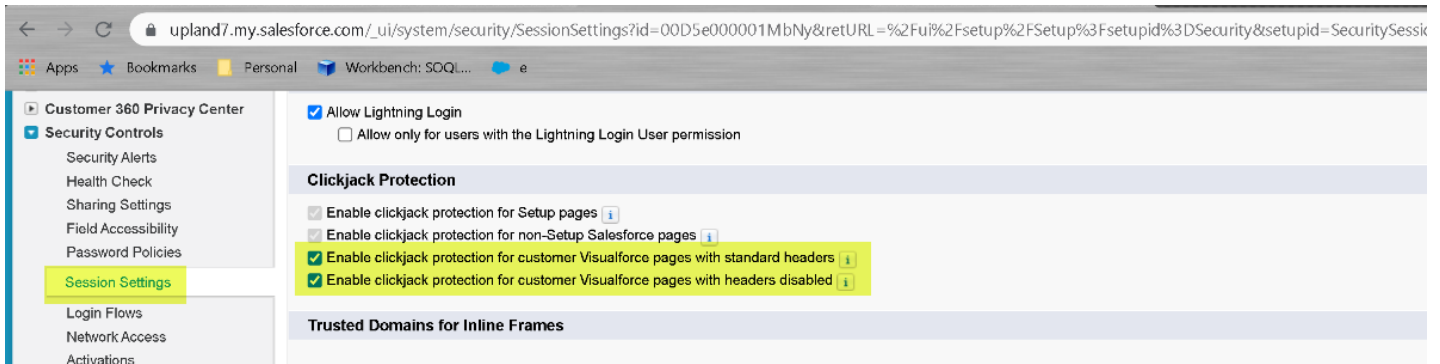 upland7.my.salesforce.com/_ui/system/security/SessionSettings?id=00D5e000001MbNy&retURL=%2Fui%2Fsetup%2FSetup%3Fsetupid%3DSecurity&setupid=SecuritySessic
Apps Bookmarks Personal Workbench: SOQL... e
Customer 360 Privacy Center
Security Controls
Security Alerts
Health Check
Sharing Settings
Field Accessibility
Password Policies
Session Settings
Login Flows
Network Access
Activations
Allow Lightning Login
Allow only for users with the Lightning Login User permission
Clickjack Protection
Enable clickjack protection for Setup pages i
Enable clickjack protection for non-Setup Salesforce pages i
Enable clickjack protection for customer Visualforce pages with standard headers i
Enable clickjack protection for customer Visualforce pages with headers disabled i
Trusted Domains for Inline Frames